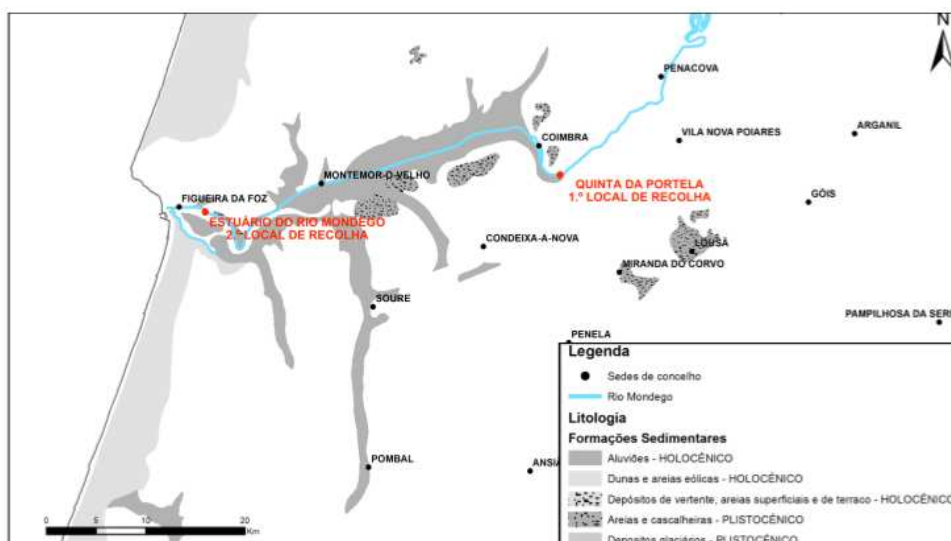 PENACOVA
COIMBRA
VILA NOVA POIARES
ARGANIL
MONTEMOR-O-VELHO
QUINTA DA PORTELA
1.º LOCAL DE RECOLHA
FIGUEIRA DA FOZ
GÓIS
ESTUÁRIO DO RIO MONDEGO
2.º LOCAL DE RECOLHA
CONDEIXA-A-NOVA
LOUSÃ
MIRANDA DO CORVO
SOURE
PAMPILHOSA DA SER
PENELA
Legenda
Sedes de concelho
Rio Mondego
Litologia
Formações Sedimentares
POMBAL
ANSIÃ
Aluviões - HOLOCÉNICO
Dunas e areias eólicas - HOLOCÉNICO
Depósitos de vertente, areias superficiais e de terraço - HOLOCÉNICO
Areias e cascalheiras - PLISTOCÉNICO
Depositos glaciários - PLISTOCÉNICO
0 5 10 20
Km
N